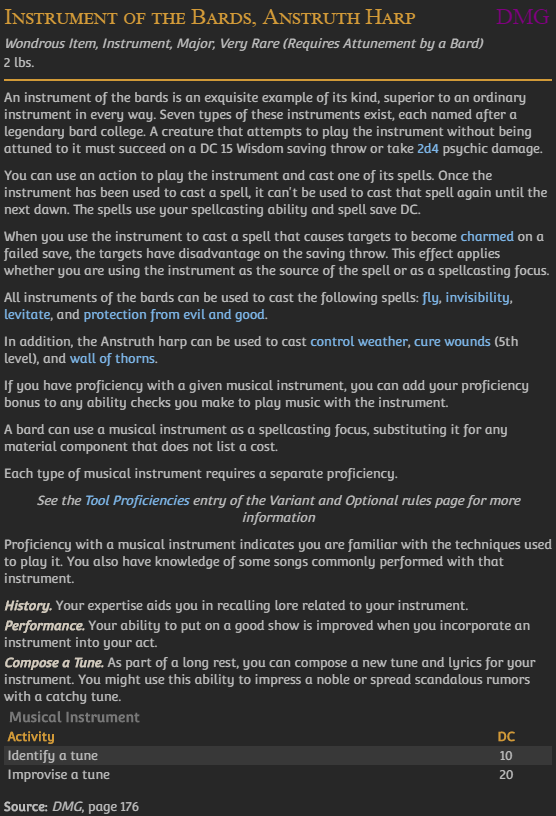 Instrument of the Bards, Anstruth Harp DMG
Wondrous Item, Instrument, Major, Very Rare (Requires Attunement by a Bard)
2 lbs.
An instrument of the bards is an exquisite example of its kind, superior to an ordinary
instrument in every way. Seven types of these instruments exist, each named after a
legendary bard college. A creature that attempts to play the instrument without being
attuned to it must succeed on a DC 15 Wisdom saving throw or take 2d4 psychic damage.
You can use an action to play the instrument and cast one of its spells. Once the
instrument has been used to cast a spell, it can't be used to cast that spell again until the
next dawn. The spells use your spellcasting ability and spell save DC.
When you use the instrument to cast a spell that causes targets to become charmed on a
failed save, the targets have disadvantage on the saving throw. This effect applies
whether you are using the instrument as the source of the spell or as a spellcasting focus.
All instruments of the bards can be used to cast the following spells: fly, invisibility,
levitate, and protection from evil and good.
In addition, the Anstruth harp can be used to cast control weather, cure wounds (5th
level), and wall of thorns.
If you have proficiency with a given musical instrument, you can add your proficiency
bonus to any ability checks you make to play music with the instrument.
A bard can use a musical instrument as a spellcasting focus, substituting it for any
material component that does not list a cost.
Each type of musical instrument requires a separate proficiency.
See the Tool Proficiencies entry of the Variant and Optional rules page for more
information
Proficiency with a musical instrument indicates you are familiar with the techniques used
to play it. You also have knowledge of some songs commonly performed with that
instrument.
History. Your expertise aids you in recalling lore related to your instrument.
Performance. Your ability to put on a good show is improved when you incorporate an
instrument into your act.
Compose a Tune. As part of a long rest, you can compose a new tune and lyrics for your
instrument. You might use this ability to impress a noble or spread scandalous rumors
with a catchy tune.
Musical Instrument
Activity DC
Identify a tune 10
Improvise a tune 20
Source: DMG, page 176